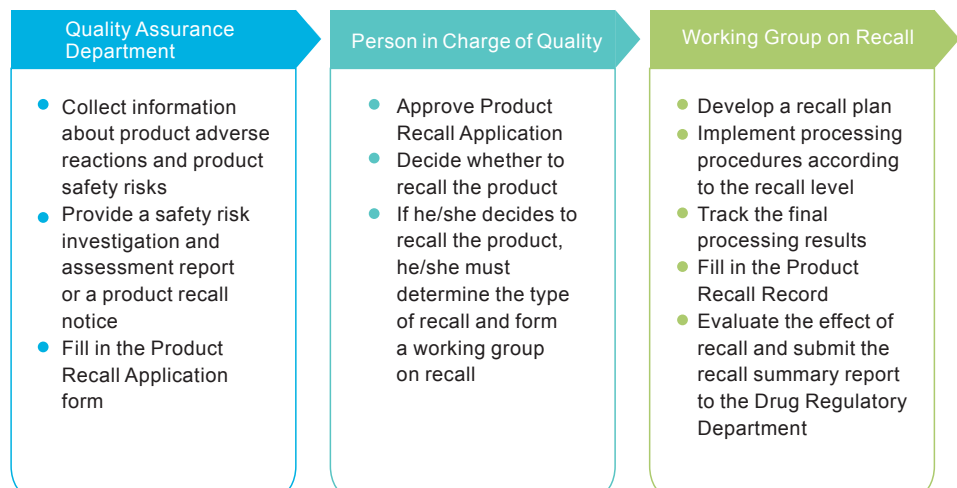 Quality Assurance
Department
Collect information
about product adverse
reactions and product
safety risks
Provide a safety risk
investigation and
assessment report
or a product recall
notice
Fill in the Product
Recall Application
form
Person in Charge of Quality
Approve Product
Recall Application
Decide whether to
recall the product
If he/she decides to
recall the product,
he/she must
determine the type
of recall and form
a working group
on recall
Working Group on Recall
Develop a recall plan
Implement processing
procedures according
to the recall level
Track the final
processing results
Fill in the Product
Recall Record
Evaluate the effect of
recall and submit the
recall summary report
to the Drug Regulatory
Department